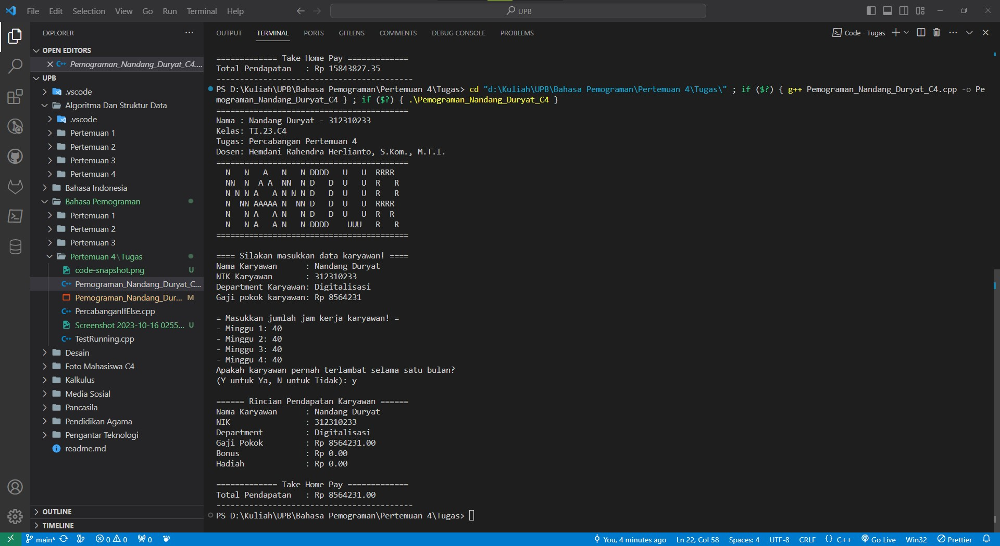 File Edit Selection View Go Run Terminal Help
UPB
EXPLORER
OPEN EDITORS
Pemograman_Nandang_Duryat_C4....
UPB
.vscode
Algoritma Dan Struktur Data
.vscode
Pertemuan 1
Pertemuan 2
Pertemuan 3
Pertemuan 4
Bahasa Indonesia
Bahasa Pemograman
Pertemuan 1
Pertemuan 2
Pertemuan 3
Pertemuan 4\Tugas
code-snapshot.png U
Pemograman_Nandang_Duryat_C...
Pemograman_Nandang_Dur... M
PercabanganIfElse.cpp
Screenshot 2023-10-16 0255... U
TestRunning.cpp
Desain
Foto Mahasiswa C4
Kalkulus
Media Sosial
Pancasila
Pendidikan Agama
Pengantar Teknologi
readme.md
OUTLINE
TIMELINE
OUTPUT TERMINAL PORTS GITLENS COMMENTS DEBUG CONSOLE PROBLEMS
Code - Tugas
============= Take Home Pay =============
Total Pendapatan   : Rp 15843827.35
------------------------------------------
PS D:\Kuliah\UPB\Bahasa Pemograman\Pertemuan 4\Tugas> cd "d:\Kuliah\UPB\Bahasa Pemograman\Pertemuan 4\Tugas\" ; if ($?) { g++ Pemograman_Nandang_Duryat_C4.cpp -o Pe
mograman_Nandang_Duryat_C4 } ; if ($?) { .\Pemograman_Nandang_Duryat_C4 }
=========================================
Nama : Nandang Duryat - 312310233
Kelas: TI.23.C4
Tugas: Percabangan Pertemuan 4
Dosen: Hemdani Rahendra Herlianto, S.Kom., M.T.I.
=========================================
  N   N   A   N   N DDDD   U   U  RRRR
  NN  N  A A  NN  N D   D  U   U  R   R
  N N N A   A N N N D   D  U   U  R   R
  N  NN AAAAA N  NN D   D  U   U  RRRR
  N   N A   A N   N D   D  U   U  R  R
  N   N A   A N   N DDDD    UUU   R   R
=========================================
==== Silakan masukkan data karyawan! ====
Nama Karyawan      : Nandang Duryat
NIK Karyawan       : 312310233
Department Karyawan: Digitalisasi
Gaji pokok karyawan: Rp 8564231
= Masukkan jumlah jam kerja karyawan! =
- Minggu 1: 40
- Minggu 2: 40
- Minggu 3: 40
- Minggu 4: 40
Apakah karyawan pernah terlambat selama satu bulan?
(Y untuk Ya, N untuk Tidak): y
====== Rincian Pendapatan Karyawan ======
Nama Karyawan      : Nandang Duryat
NIK                : 312310233
Department         : Digitalisasi
Gaji Pokok         : Rp 8564231.00
Bonus              : Rp 0.00
Hadiah             : Rp 0.00
============= Take Home Pay =============
Total Pendapatan   : Rp 8564231.00
------------------------------------------
PS D:\Kuliah\UPB\Bahasa Pemograman\Pertemuan 4\Tugas>
main* 0 0 0 You, 4 minutes ago Ln 22, Col 58 Spaces: 4 UTF-8 CRLF {} C++ Go Live Win32 Prettier